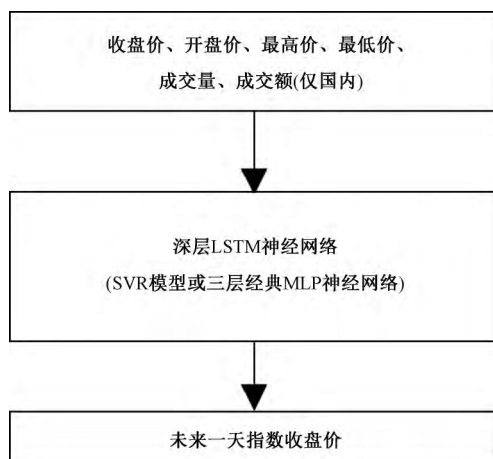 收盘价、开盘价、最高价、最低价、
成交量、成交额(仅国内)
深层LSTM神经网络
(SVR模型或三层经典MLP神经网络)
未来一天指数收盘价